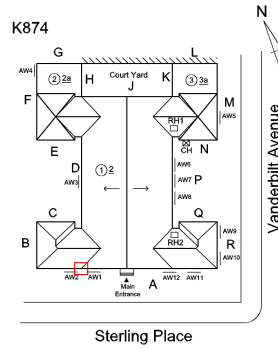 K874
N
G
L
AW4
2 2a
H
Court Yard
K
3 3a
J
F
M
RH1
AW5
E
CH
N
D
1 2
AW6
AW3
AW7
P
AW8
C
Q
B
RH2
AW9
R
AW10
AW2
AW1
A
AW12
AW11
Main
Entrance
Vanderbilt Avenue
Sterling Place